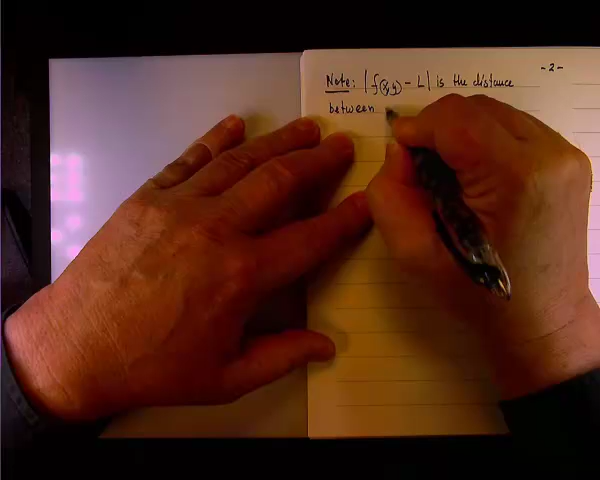 -2-
Note: |f(x,y) - L| is the distance
between